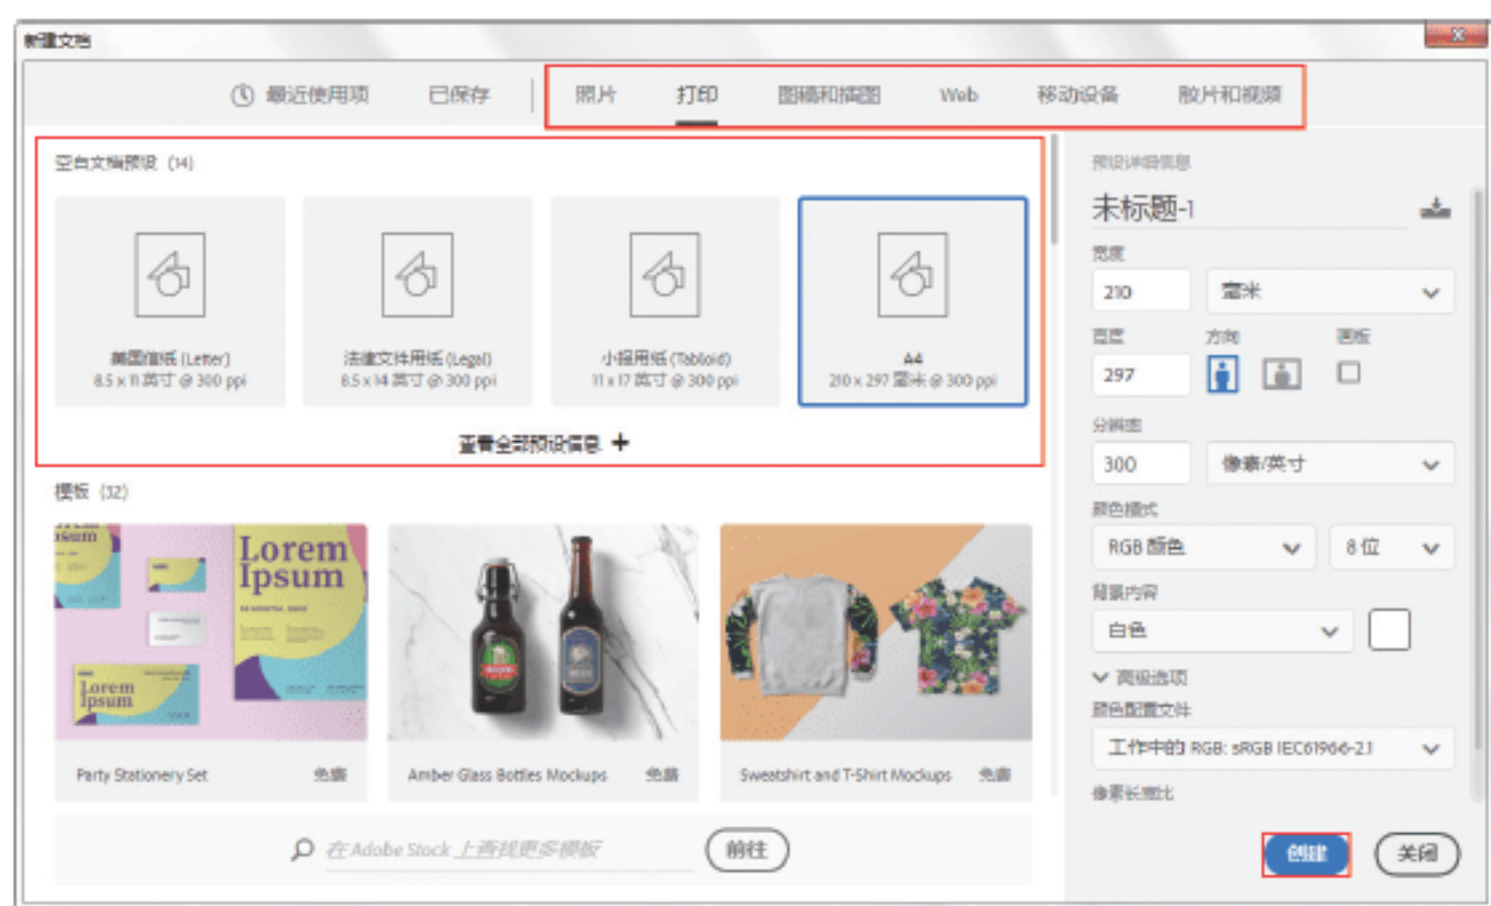 新建文档
最近使用项 已保存 照片 打印 图稿和插图 Web 移动设备 胶片和视频
空白文档预设 (14)
美国信纸 (Letter)
8.5 x 11 英寸 @ 300 ppi
法律文件用纸 (Legal)
8.5 x 14 英寸 @ 300 ppi
小报用纸 (Tabloid)
11 x 17 英寸 @ 300 ppi
A4
210 x 297 毫米 @ 300 ppi
查看全部预设信息 +
模板 (32)
Lorem
Ipsum
Lorem
Ipsum
Party Stationery Set 免费
Amber Glass Bottles Mockups 免费
Sweatshirt and T-Shirt Mockups 免费
在 Adobe Stock 上查找更多模板
前往
预设详细信息
未标题-1
宽度
210 毫米
高度 方向 画板
297
分辨率
300 像素/英寸
颜色模式
RGB 颜色 8 位
背景内容
白色
高级选项
颜色配置文件
工作中的 RGB: sRGB IEC61966-2.1
像素长宽比
创建 关闭